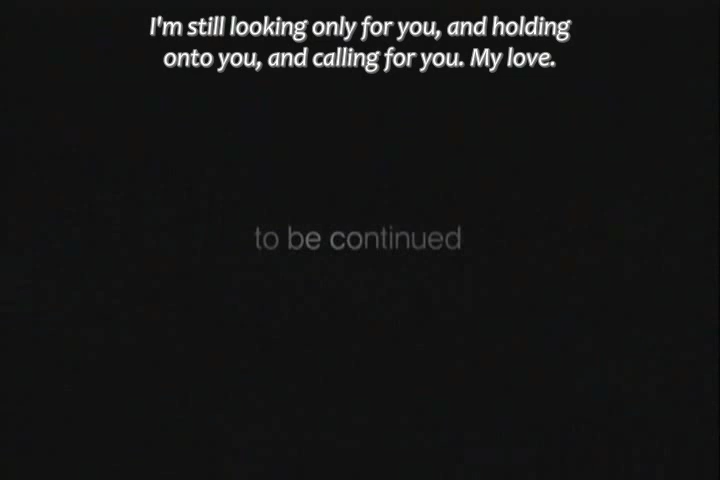 I'm still looking only for you, and holding
onto you, and calling for you. My love.
to be continued